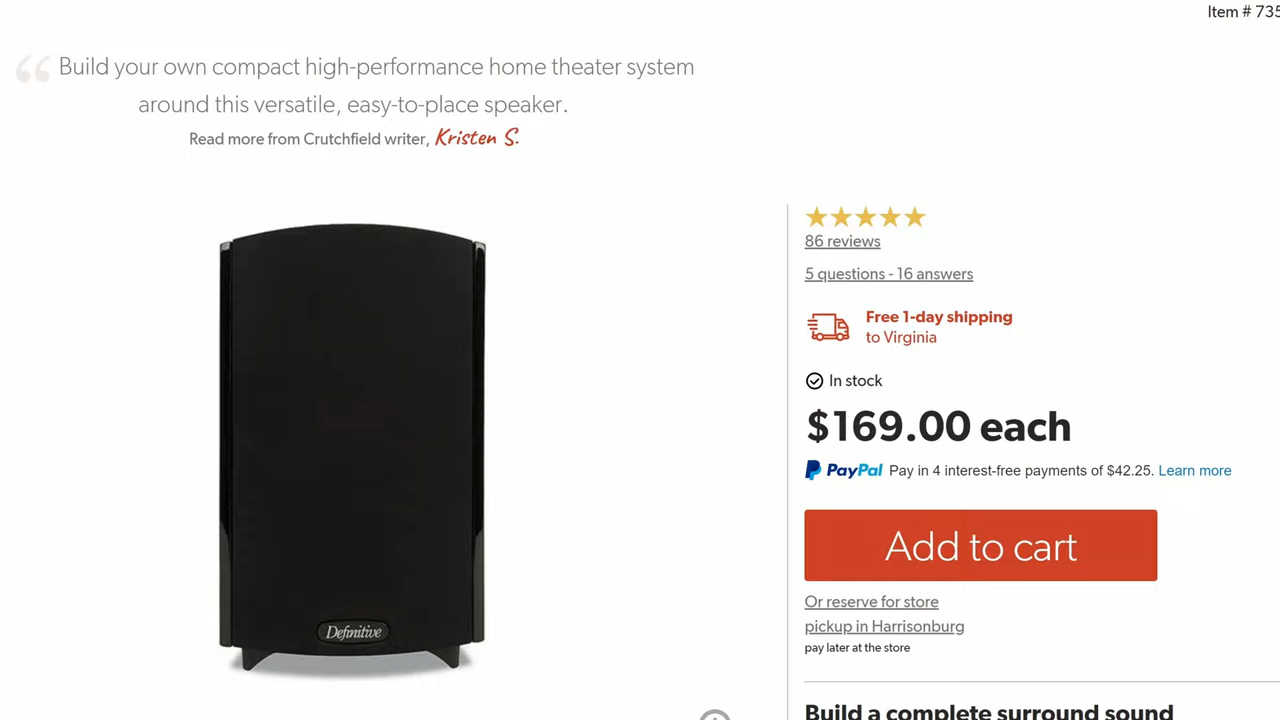 Item # 735
“Build your own compact high-performance home theater system
around this versatile, easy-to-place speaker.
Read more from Crutchfield writer, Kristen S.
86 reviews
5 questions - 16 answers
Free 1-day shipping
to Virginia
In stock
$169.00 each
PayPal Pay in 4 interest-free payments of $42.25. Learn more
Add to cart
Or reserve for store
pickup in Harrisonburg
pay later at the store
Definitive
Build a complete surround sound